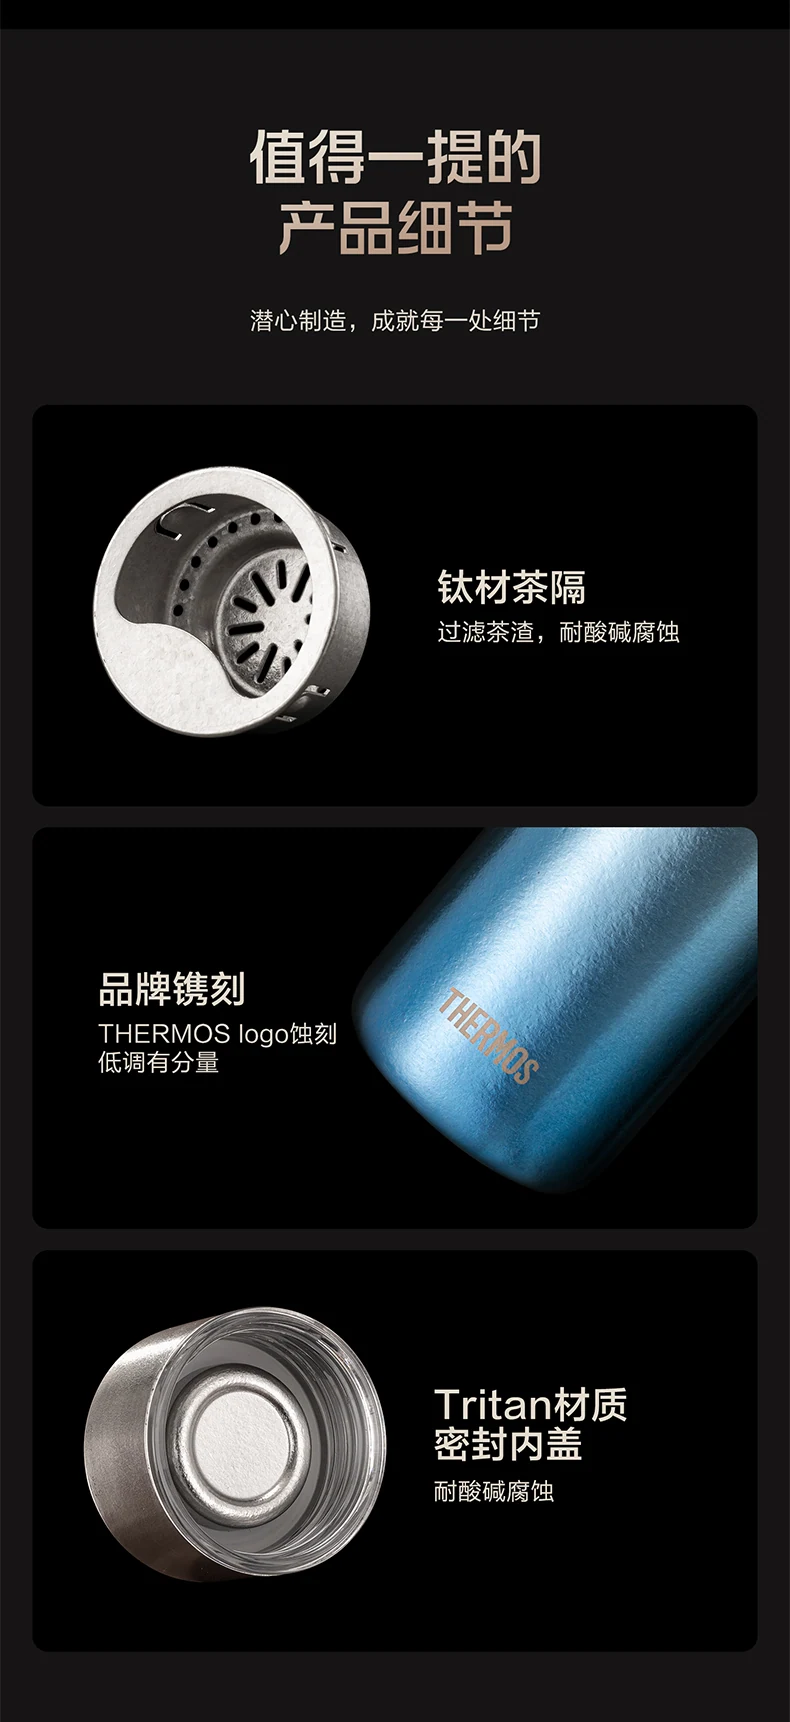 值得一提的
产品细节
潜心制造，成就每一处细节
钛材茶隔
过滤茶渣，耐酸碱腐蚀
品牌镌刻
THERMOS logo蚀刻
低调有分量
THERMOS
Tritan材质
密封内盖
耐酸碱腐蚀